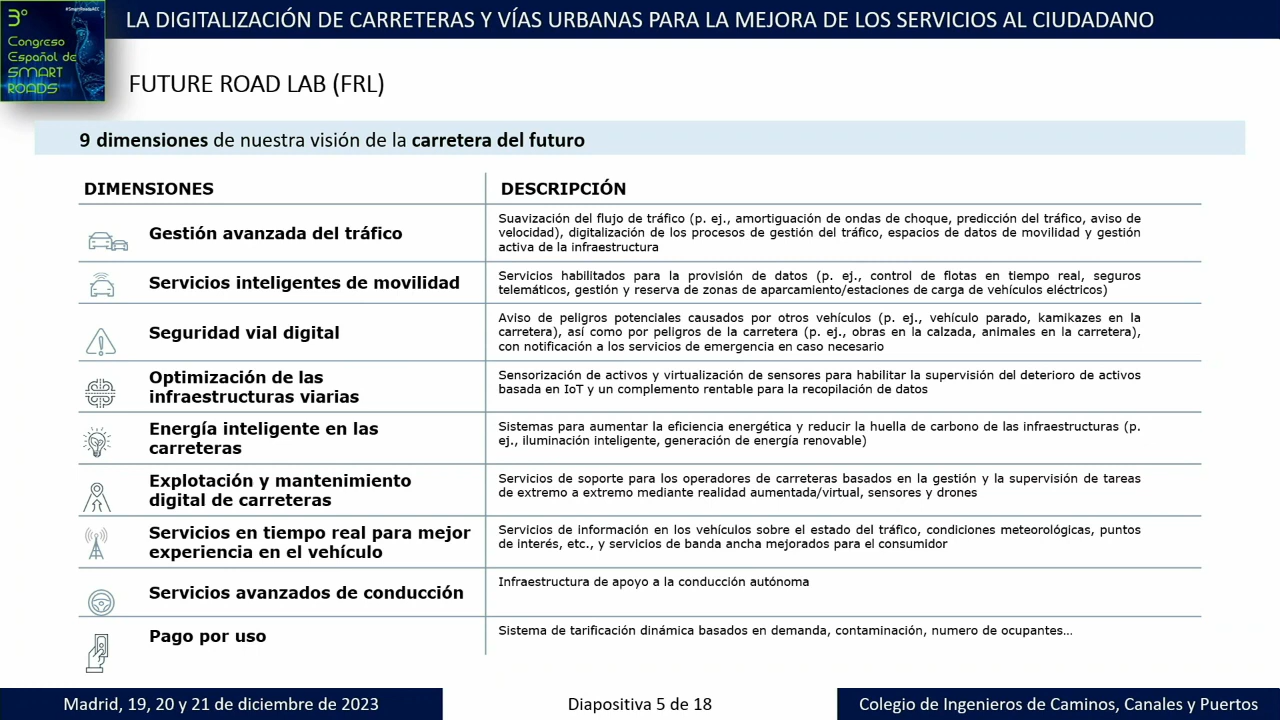 3º
Congreso
Español de
SMART
ROADS
#SmartRoadsAEC
LA DIGITALIZACIÓN DE CARRETERAS Y VÍAS URBANAS PARA LA MEJORA DE LOS SERVICIOS AL CIUDADANO
FUTURE ROAD LAB (FRL)
9 dimensiones de nuestra visión de la carretera del futuro
DIMENSIONES
DESCRIPCIÓN
Gestión avanzada del tráfico
Suavización del flujo de tráfico (p. ej., amortiguación de ondas de choque, predicción del tráfico, aviso de
velocidad), digitalización de los procesos de gestión del tráfico, espacios de datos de movilidad y gestión
activa de la infraestructura
Servicios inteligentes de movilidad
Servicios habilitados para la provisión de datos (p. ej., control de flotas en tiempo real, seguros
telemáticos, gestión y reserva de zonas de aparcamiento/estaciones de carga de vehículos eléctricos)
Seguridad vial digital
Aviso de peligros potenciales causados por otros vehículos (p. ej., vehículo parado, kamikazes en la
carretera), así como por peligros de la carretera (p. ej., obras en la calzada, animales en la carretera),
con notificación a los servicios de emergencia en caso necesario
Optimización de las
infraestructuras viarias
Sensorización de activos y virtualización de sensores para habilitar la supervisión del deterioro de activos
basada en IoT y un complemento rentable para la recopilación de datos
Energía inteligente en las
carreteras
Sistemas para aumentar la eficiencia energética y reducir la huella de carbono de las infraestructuras (p.
ej., iluminación inteligente, generación de energía renovable)
Explotación y mantenimiento
digital de carreteras
Servicios de soporte para los operadores de carreteras basados en la gestión y la supervisión de tareas
de extremo a extremo mediante realidad aumentada/virtual, sensores y drones
Servicios en tiempo real para mejor
experiencia en el vehículo
Servicios de información en los vehículos sobre el estado del tráfico, condiciones meteorológicas, puntos
de interés, etc., y servicios de banda ancha mejorados para el consumidor
Servicios avanzados de conducción
Infraestructura de apoyo a la conducción autónoma
Pago por uso
Sistema de tarificación dinámica basados en demanda, contaminación, numero de ocupantes…
Madrid, 19, 20 y 21 de diciembre de 2023
Diapositiva 5 de 18
Colegio de Ingenieros de Caminos, Canales y Puertos